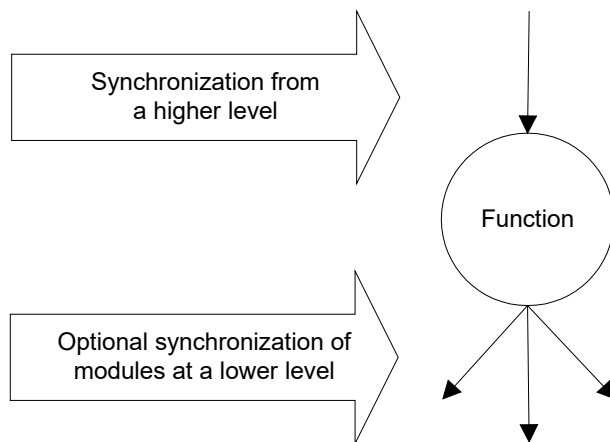 Synchronization from
a higher level
Function
Optional synchronization of
modules at a lower level